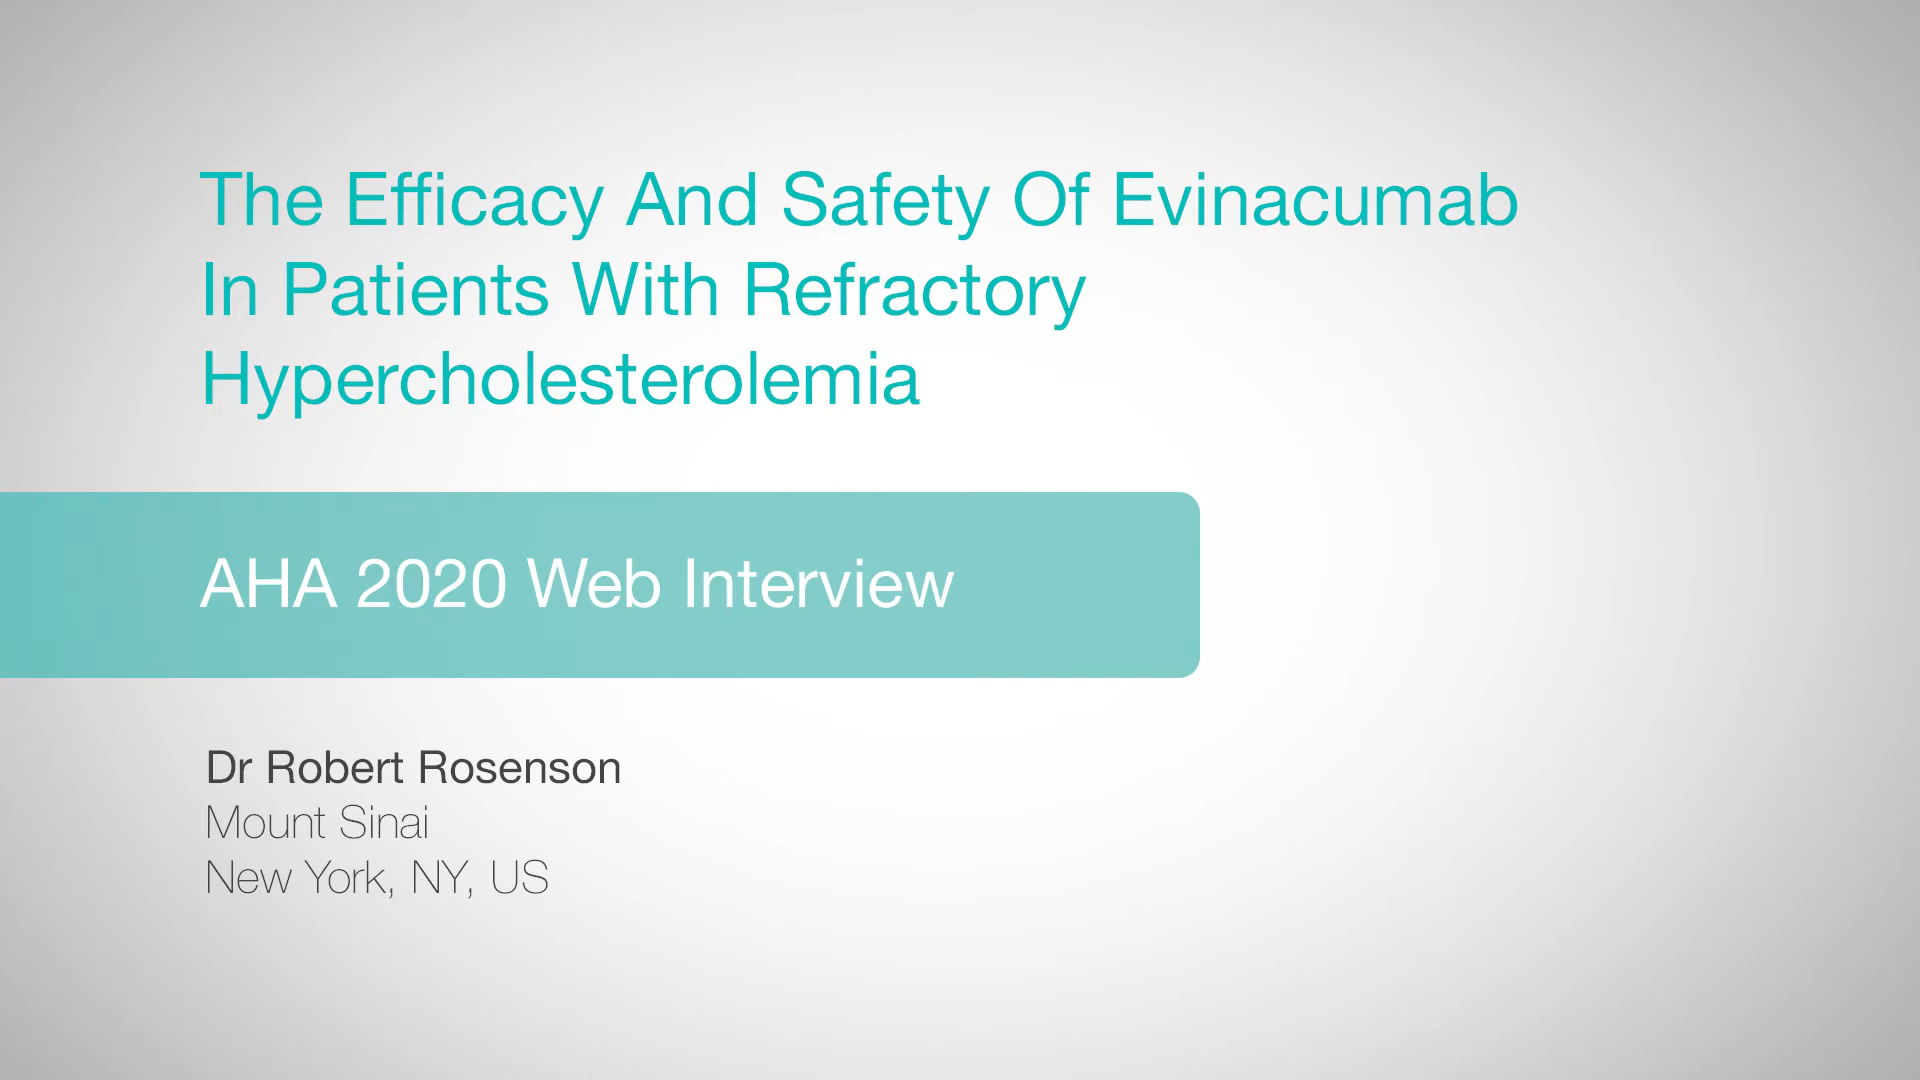 The Efficacy And Safety Of Evinacumab
In Patients With Refractory
Hypercholesterolemia
AHA 2020 Web Interview
Dr Robert Rosenson
Mount Sinai
New York, NY, US